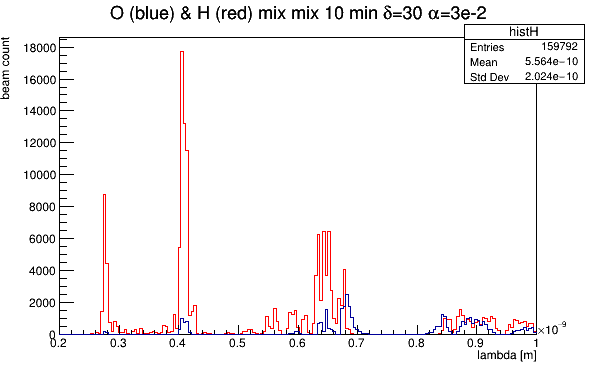 O (blue) & H (red) mix mix 10 min δ=30 α=3e-2
histH
Entries 159792
Mean 5.564e−10
Std Dev 2.024e−10
beam count
18000
16000
14000
12000
10000
8000
6000
4000
2000
0
0.2 0.3 0.4 0.5 0.6 0.7 0.8 0.9 1
×10⁻⁹
lambda [m]